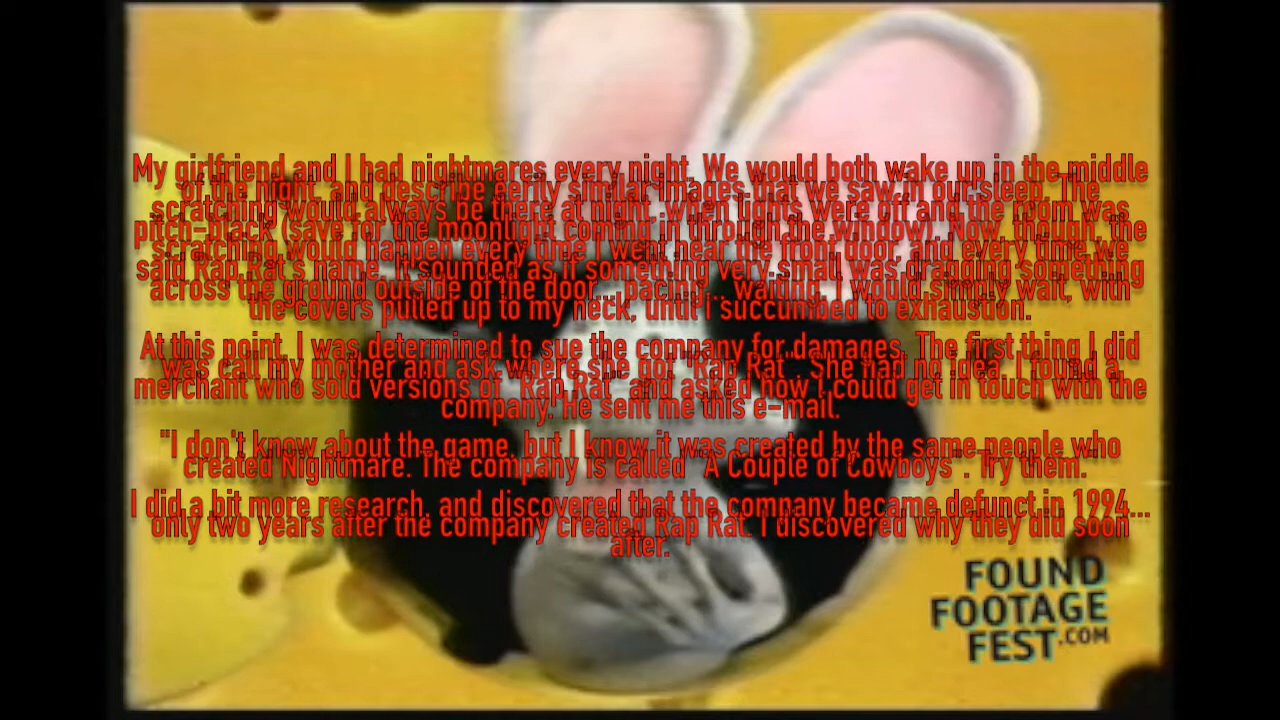 My girlfriend and I had nightmares every night. We would both wake up in the middle
of the night, and describe eerily similar images that we saw in our sleep. The
scratching would always be there at night, when lights were off and the room was
pitch-black (save for the moonlight coming in through the window). Now, though, the
scratching would happen every time I went near the front door, and every time we
said Rap Rat's name. It sounded as if something very small was dragging something
across the ground outside of the door... pacing... waiting. I would simply wait, with
the covers pulled up to my neck, until I succumbed to exhaustion.
At this point, I was determined to sue the company for damages. The first thing I did
was call my mother and ask where she got "Rap Rat". She had no idea. I found a
merchant who sold versions of "Rap Rat" and asked how I could get in touch with the
company. He sent me this e-mail.
"I don't know about the game, but I know it was created by the same people who
created Nightmare. The company is called "A Couple of Cowboys". Try them."
I did a bit more research, and discovered that the company became defunct in 1994...
only two years after the company created Rap Rat. I discovered why they did soon
after.
FOUND
FOOTAGE
FEST.COM